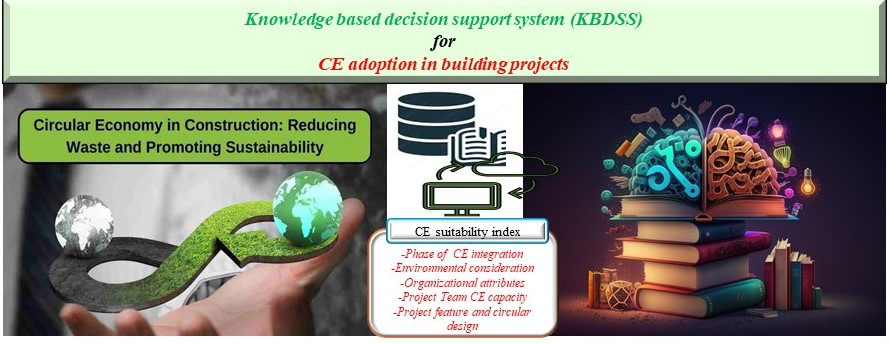 Knowledge based decision support system (KBDSS)
for
CE adoption in building projects
Circular Economy in Construction: Reducing
Waste and Promoting Sustainability
CE suitability index
-Phase of CE integration
-Environmental consideration
-Organizational attributes
-Project Team CE capacity
-Project feature and circular
design